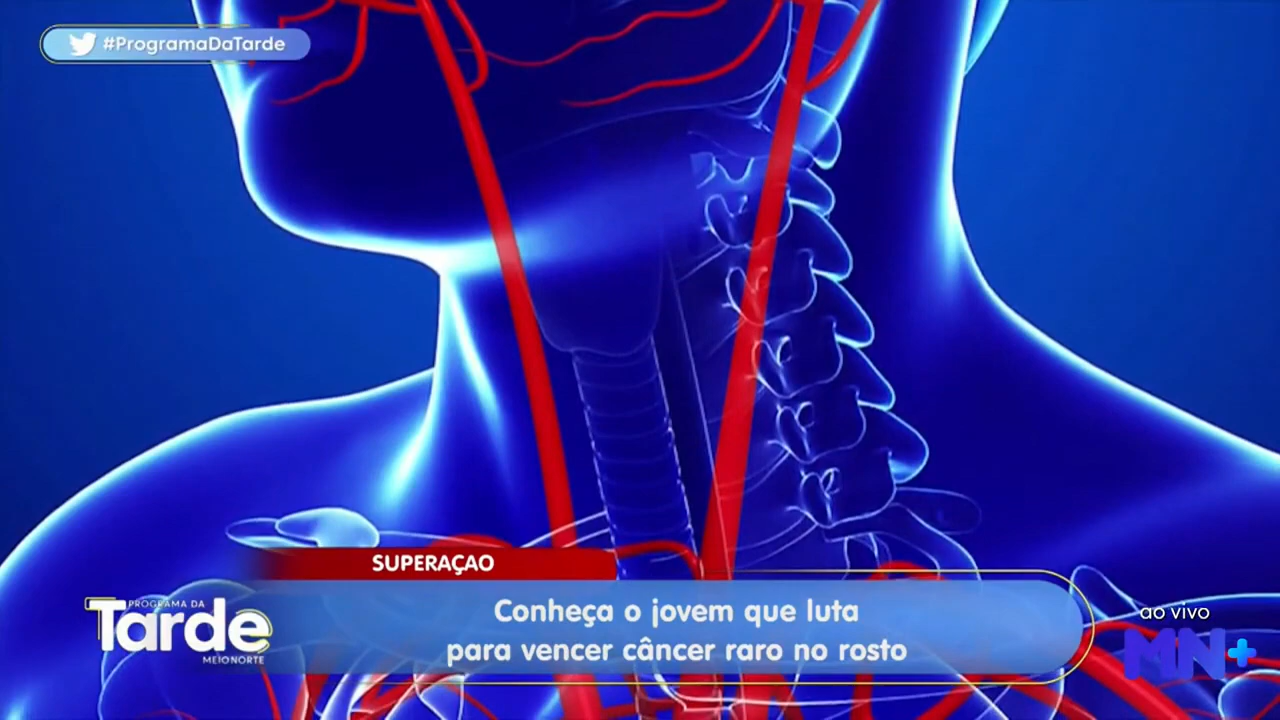 #ProgramaDaTarde
SUPERAÇAO
Conheça o jovem que luta
para vencer câncer raro no rosto
PROGRAMA DA
Tarde
MEIONORTE
ao vivo
MN+